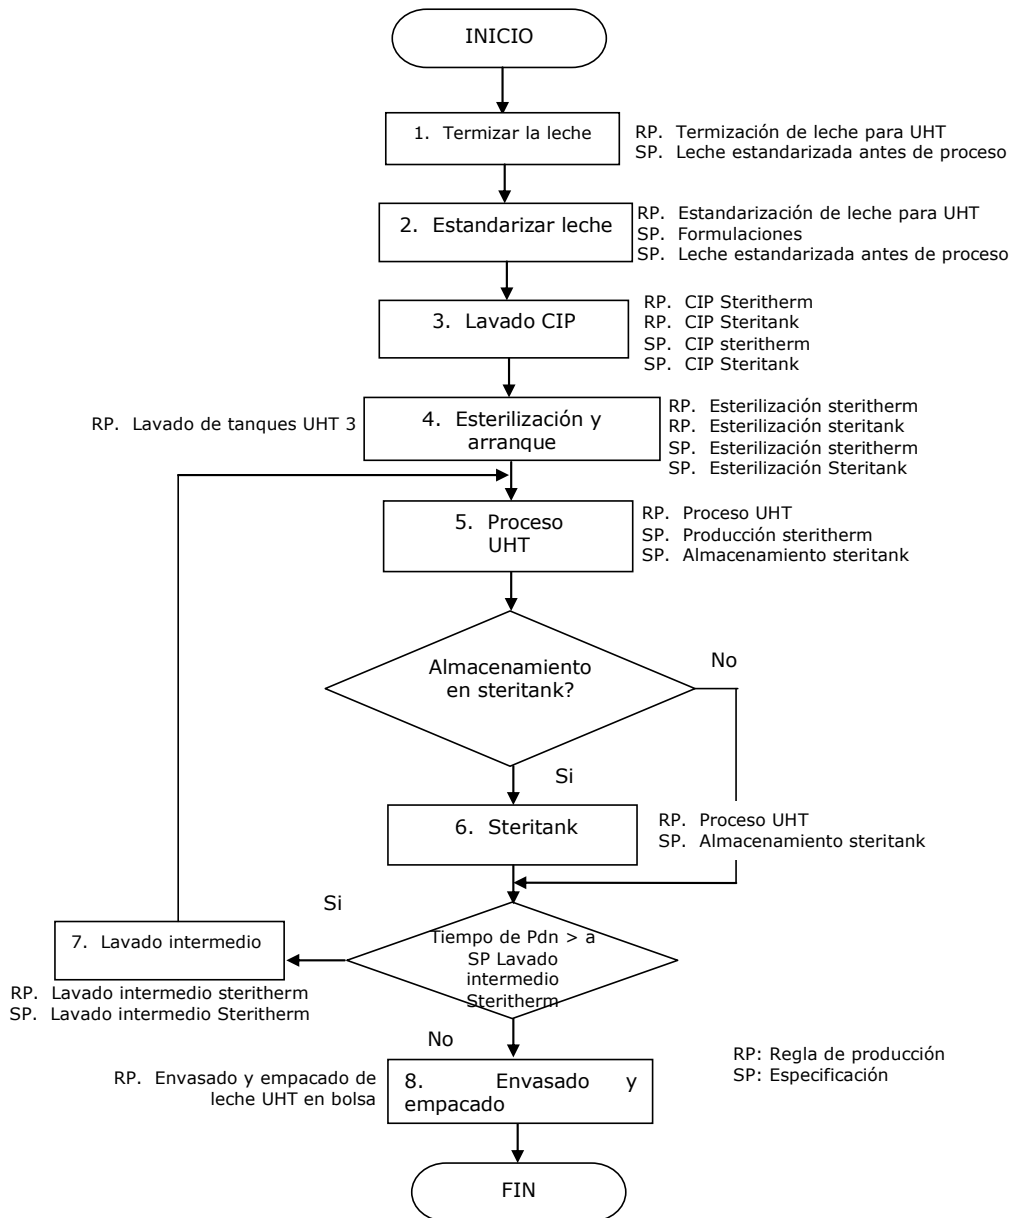 INICIO
1. Termizar la leche
RP. Termización de leche para UHT
SP. Leche estandarizada antes de proceso
2. Estandarizar leche
RP. Estandarización de leche para UHT
SP. Formulaciones
SP. Leche estandarizada antes de proceso
3. Lavado CIP
RP. CIP Steritherm
RP. CIP Steritank
SP. CIP steritherm
SP. CIP Steritank
RP. Lavado de tanques UHT 3
4. Esterilización y
arranque
RP. Esterilización steritherm
RP. Esterilización steritank
SP. Esterilización steritherm
SP. Esterilización Steritank
5. Proceso
UHT
RP. Proceso UHT
SP. Producción steritherm
SP. Almacenamiento steritank
Almacenamiento
en steritank?
No
Si
6. Steritank
RP. Proceso UHT
SP. Almacenamiento steritank
Si
7. Lavado intermedio
RP. Lavado intermedio steritherm
SP. Lavado intermedio Steritherm
Tiempo de Pdn > a
SP Lavado
intermedio
Steritherm
No
RP. Envasado y empacado de
leche UHT en bolsa
8. Envasado y
empacado
RP: Regla de producción
SP: Especificación
FIN